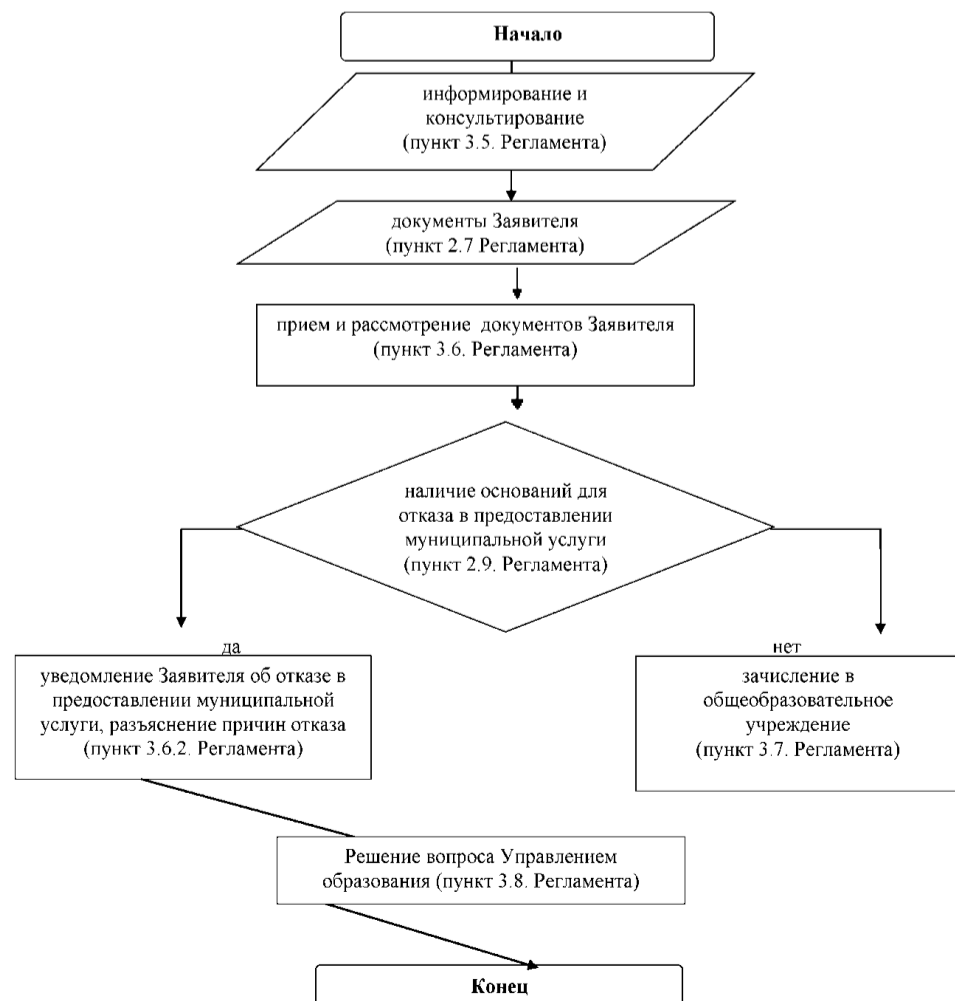 Начало
информирование и
консультирование
(пункт 3.5. Регламента)
документы Заявителя
(пункт 2.7 Регламента)
прием и рассмотрение документов Заявителя
(пункт 3.6. Регламента)
наличие оснований для
отказа в предоставлении
муниципальной услуги
(пункт 2.9. Регламента)
да
уведомление Заявителя об отказе в
предоставлении муниципальной
услуги, разъяснение причин отказа
(пункт 3.6.2. Регламента)
нет
зачисление в
общеобразовательное
учреждение
(пункт 3.7. Регламента)
Решение вопроса Управлением
образования (пункт 3.8. Регламента)
Конец